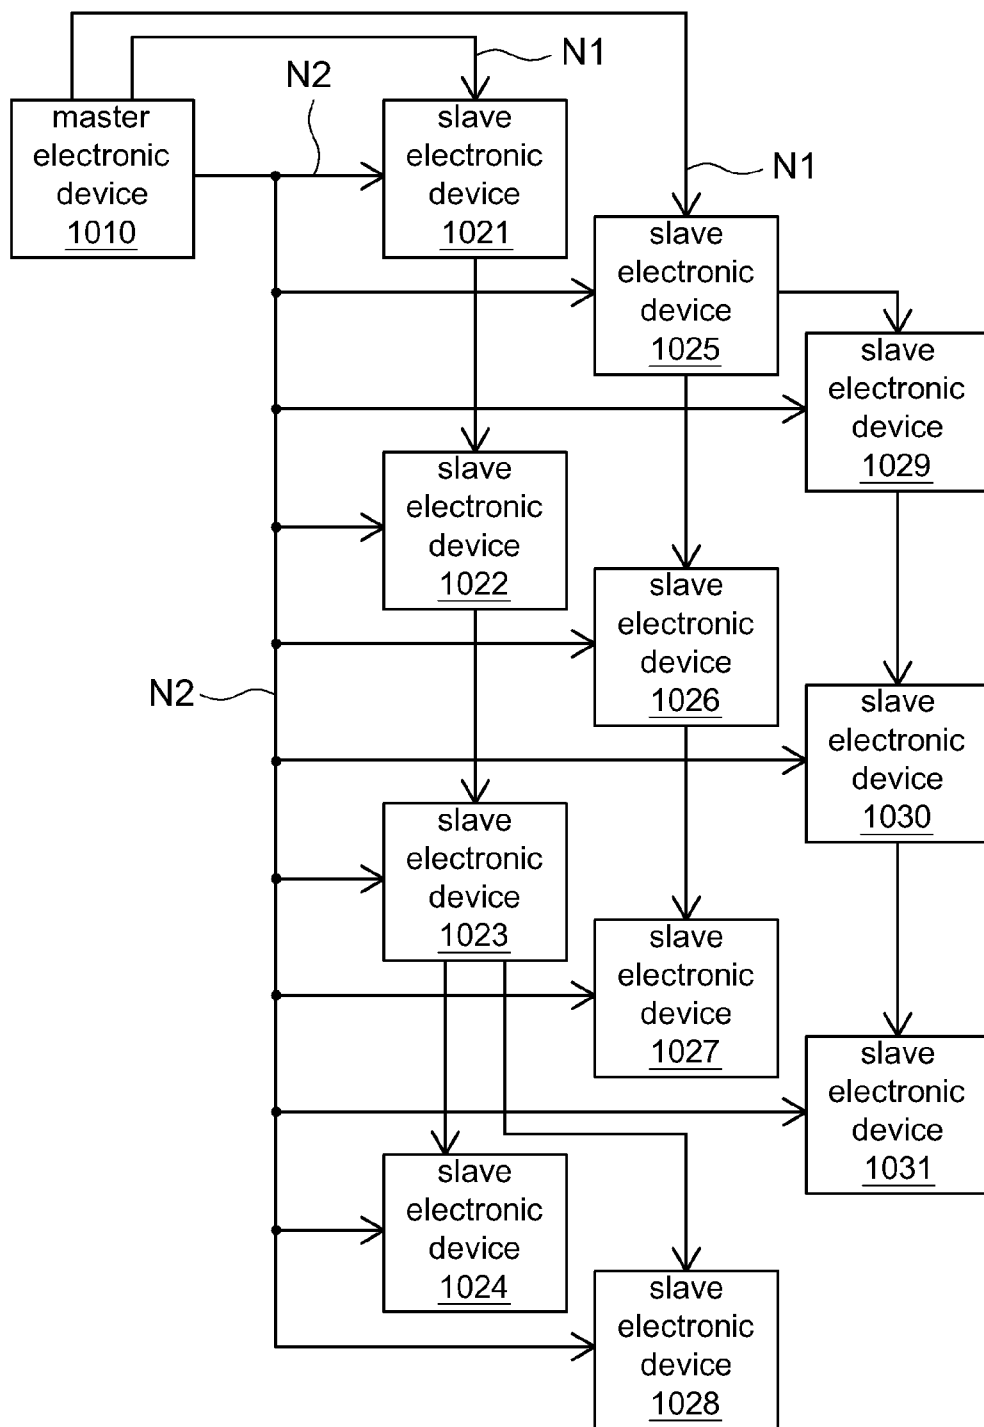 N1
N2
master
electronic
device
1010
slave
electronic
device
1021
N1
slave
electronic
device
1025
slave
electronic
device
1029
slave
electronic
device
1022
slave
electronic
device
1026
N2
slave
electronic
device
1030
slave
electronic
device
1023
slave
electronic
device
1027
slave
electronic
device
1031
slave
electronic
device
1024
slave
electronic
device
1028